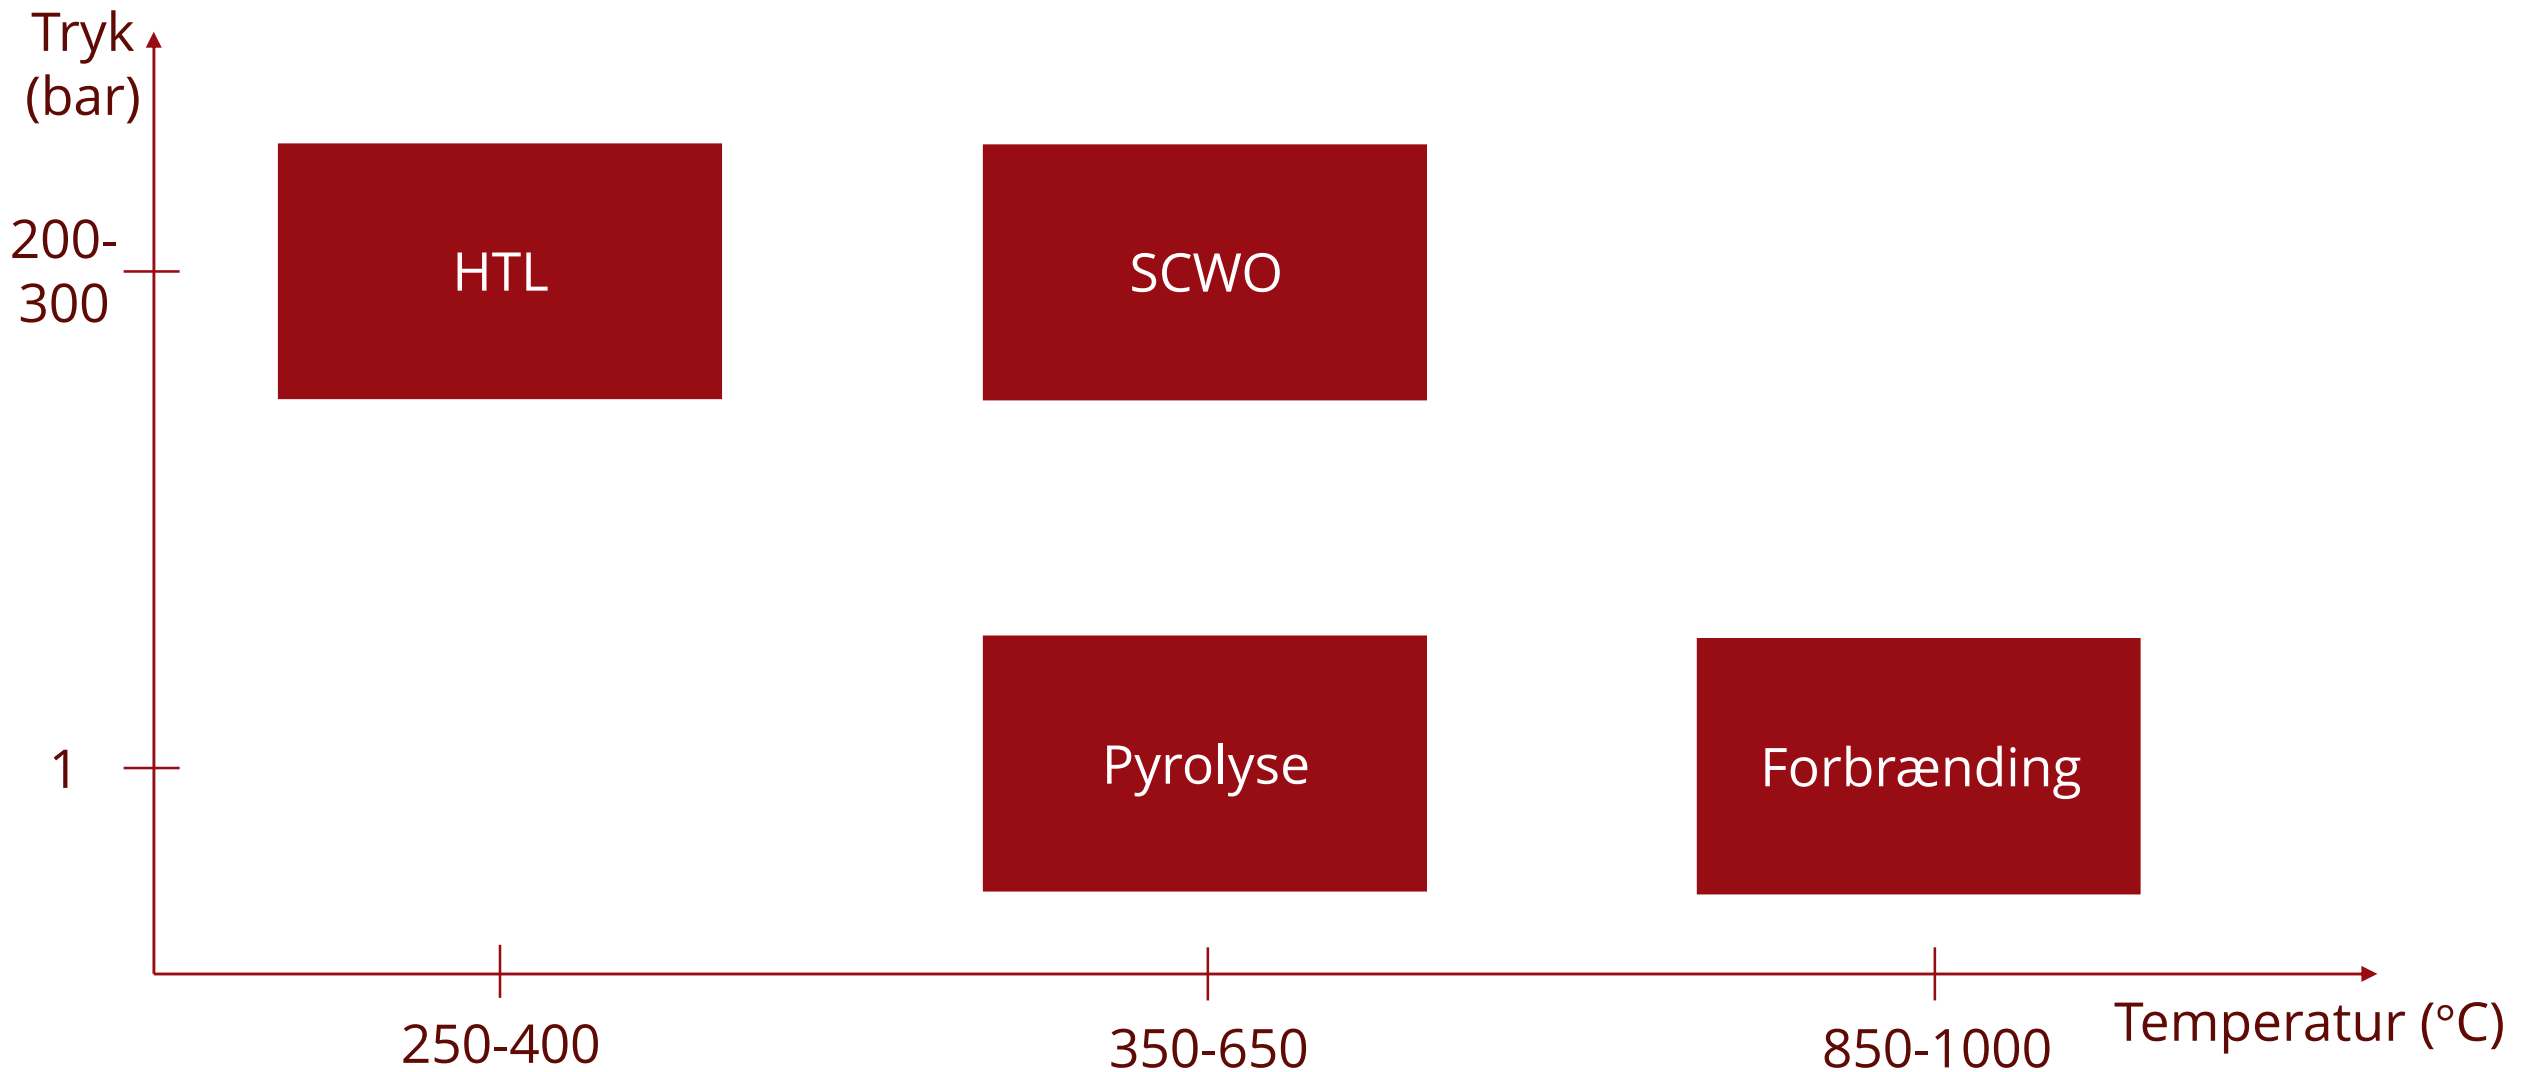 Tryk
(bar)
200-
300
HTL
SCWO
1
Pyrolyse
Forbrænding
250-400
350-650
850-1000
Temperatur (°C)